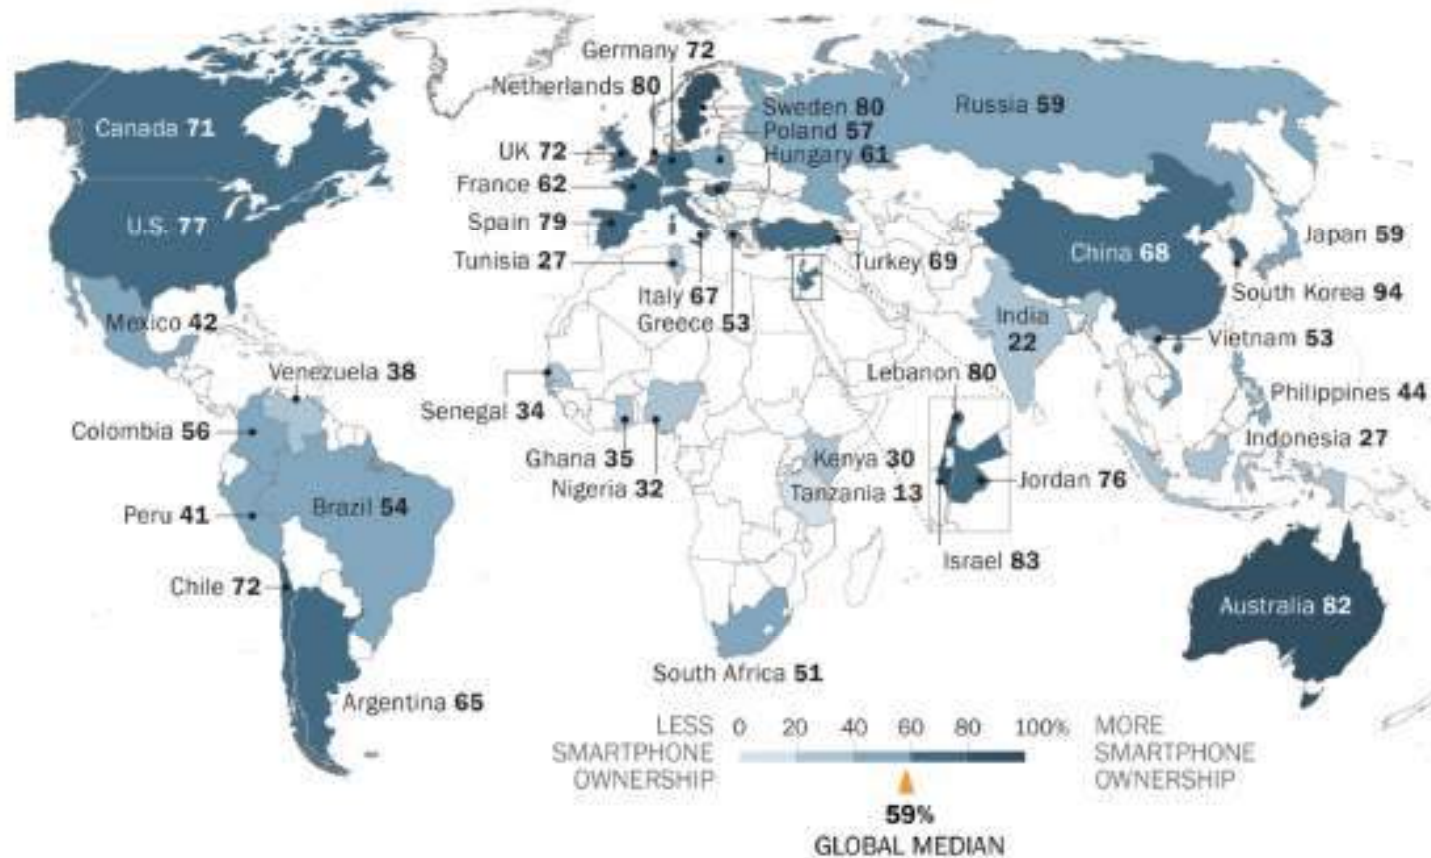 Germany 72
Netherlands 80
Sweden 80
Russia 59
Canada 71
Poland 57
UK 72
Hungary 61
France 62
U.S. 77
Spain 79
Japan 59
China 68
Tunisia 27
Turkey 69
Italy 67
South Korea 94
Mexico 42
Greece 53
India
22
Vietnam 53
Venezuela 38
Lebanon 80
Senegal 34
Philippines 44
Colombia 56
Indonesia 27
Ghana 35
Kenya 30
Nigeria 32
Tanzania 13
Jordan 76
Peru 41
Brazil 54
Israel 83
Chile 72
Australia 82
South Africa 51
Argentina 65
LESS
SMARTPHONE
OWNERSHIP
0 20 40 60 80 100%
MORE
SMARTPHONE
OWNERSHIP
59%
GLOBAL MEDIAN